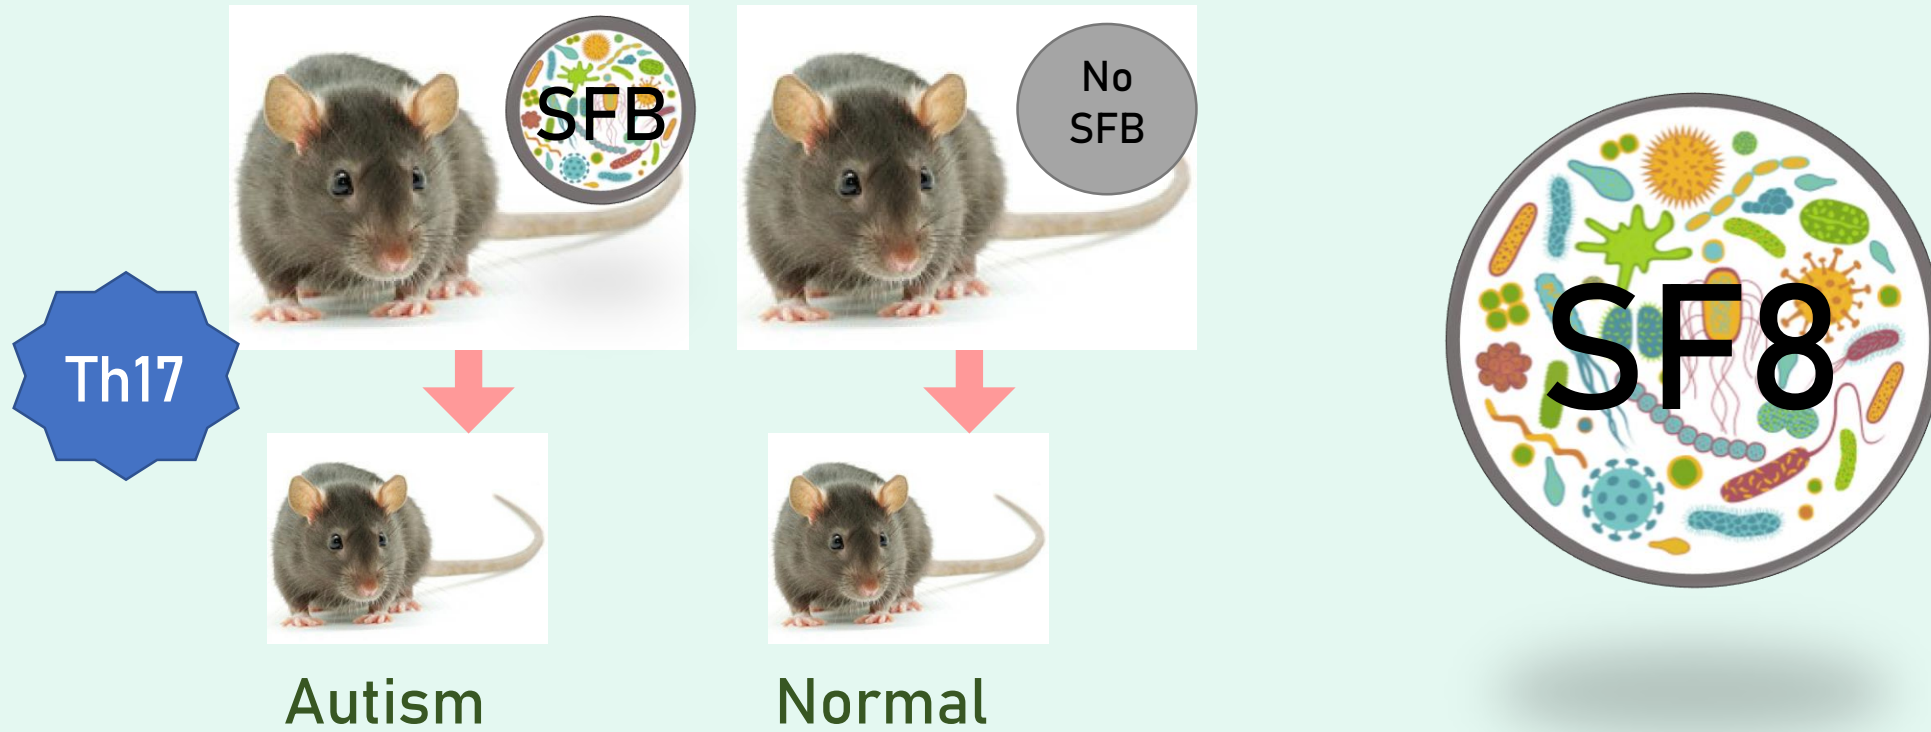 SFB
No
SFB
Th17
SF8
Autism
Normal